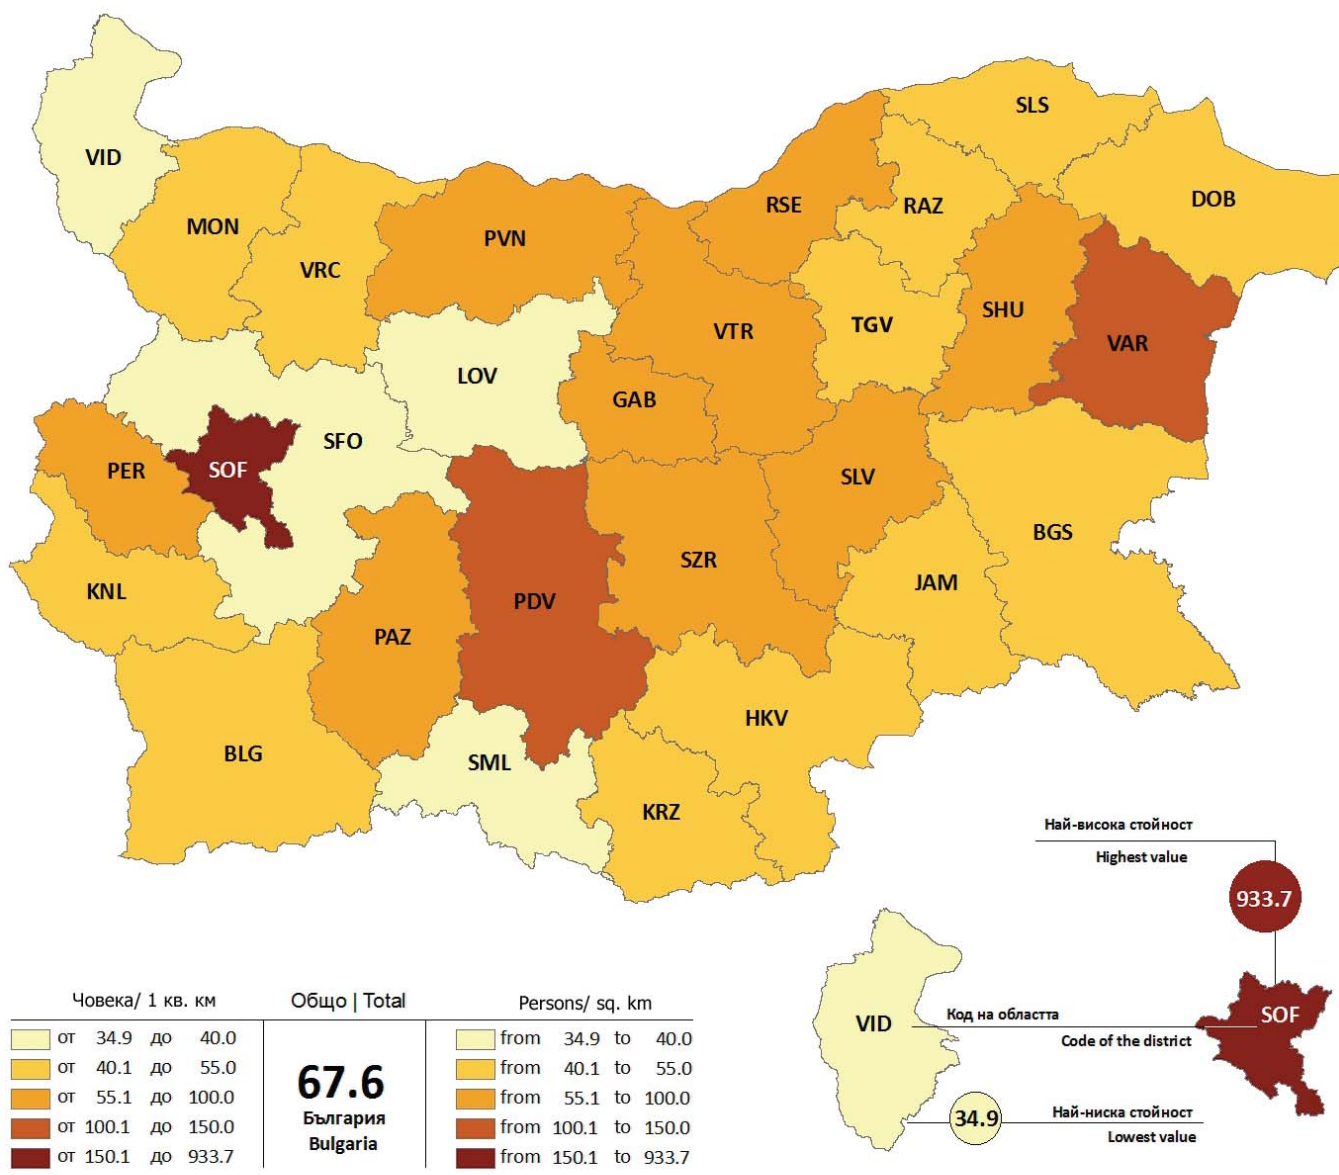 SLS
VID
DOB
RSE
RAZ
MON
PVN
VRC
SHU
TGV
VTR
VAR
LOV
GAB
SFO
PER
SOF
SLV
BGS
SZR
JAM
KNL
PDV
PAZ
HKV
BLG
SML
KRZ
Най-висока стойност
Highest value
933.7
Човека/ 1 кв. км
от 34.9 до 40.0
от 40.1 до 55.0
от 55.1 до 100.0
от 100.1 до 150.0
от 150.1 до 933.7
Общо | Total
67.6
България
Bulgaria
Persons/ sq. km
from 34.9 to 40.0
from 40.1 to 55.0
from 55.1 to 100.0
from 100.1 to 150.0
from 150.1 to 933.7
VID
Код на областта
Code of the district
SOF
34.9
Най-ниска стойност
Lowest value